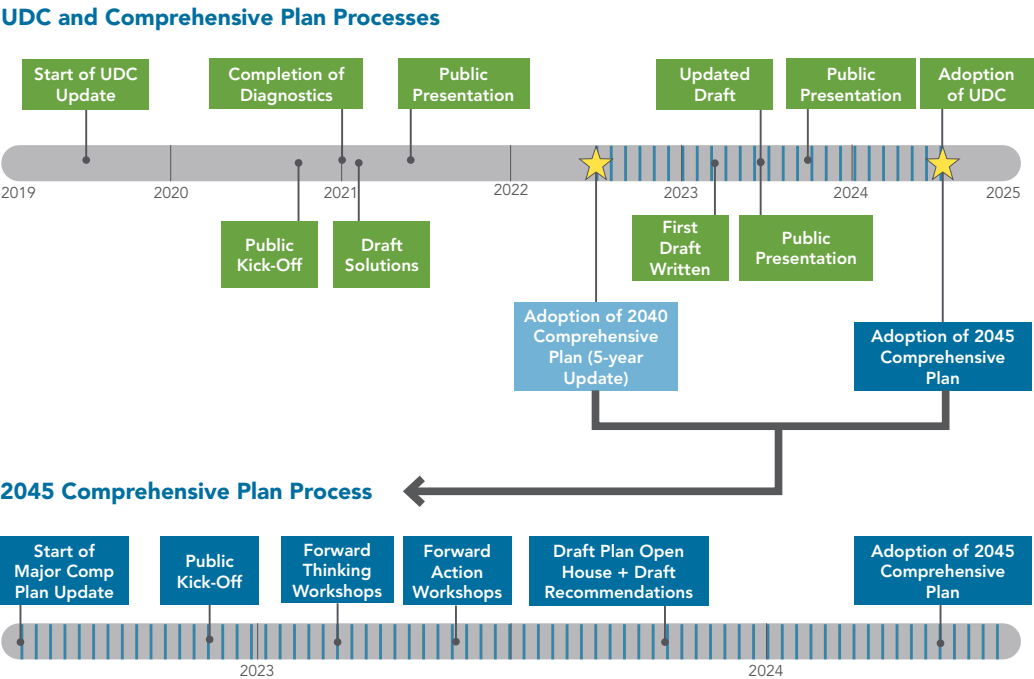 UDC and Comprehensive Plan Processes
Start of UDC
Update
Completion of
Diagnostics
Public
Presentation
Updated
Draft
Public
Presentation
Adoption
of UDC
2019
2020
2021
2022
2023
2024
2025
Public
Kick-Off
Draft
Solutions
First
Draft
Written
Public
Presentation
Adoption of 2040
Comprehensive
Plan (5-year
Update)
Adoption of 2045
Comprehensive
Plan
2045 Comprehensive Plan Process
Start of
Major Comp
Plan Update
Public
Kick-Off
Forward
Thinking
Workshops
Forward
Action
Workshops
Draft Plan Open
House + Draft
Recommendations
Adoption of 2045
Comprehensive
Plan
2023
2024